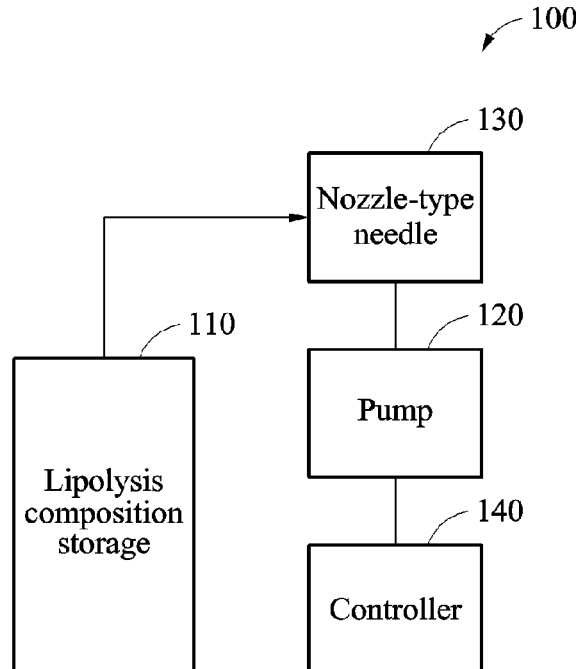 100
130
Nozzle-type
needle
110
120
Pump
Lipolysis
composition
storage
140
Controller